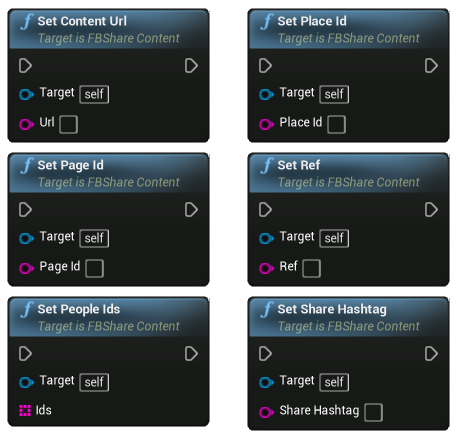 Set Content Url
Target is FBShare Content
Target self
Url
Set Place Id
Target is FBShare Content
Target self
Place Id
Set Page Id
Target is FBShare Content
Target self
Page Id
Set Ref
Target is FBShare Content
Target self
Ref
Set People Ids
Target is FBShare Content
Target self
Ids
Set Share Hashtag
Target is FBShare Content
Target self
Share Hashtag